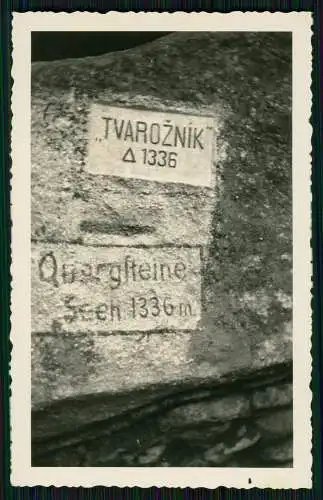 „TVAROŽNÍK"
Δ 1336
Quargſteine
Seeh 1336 m